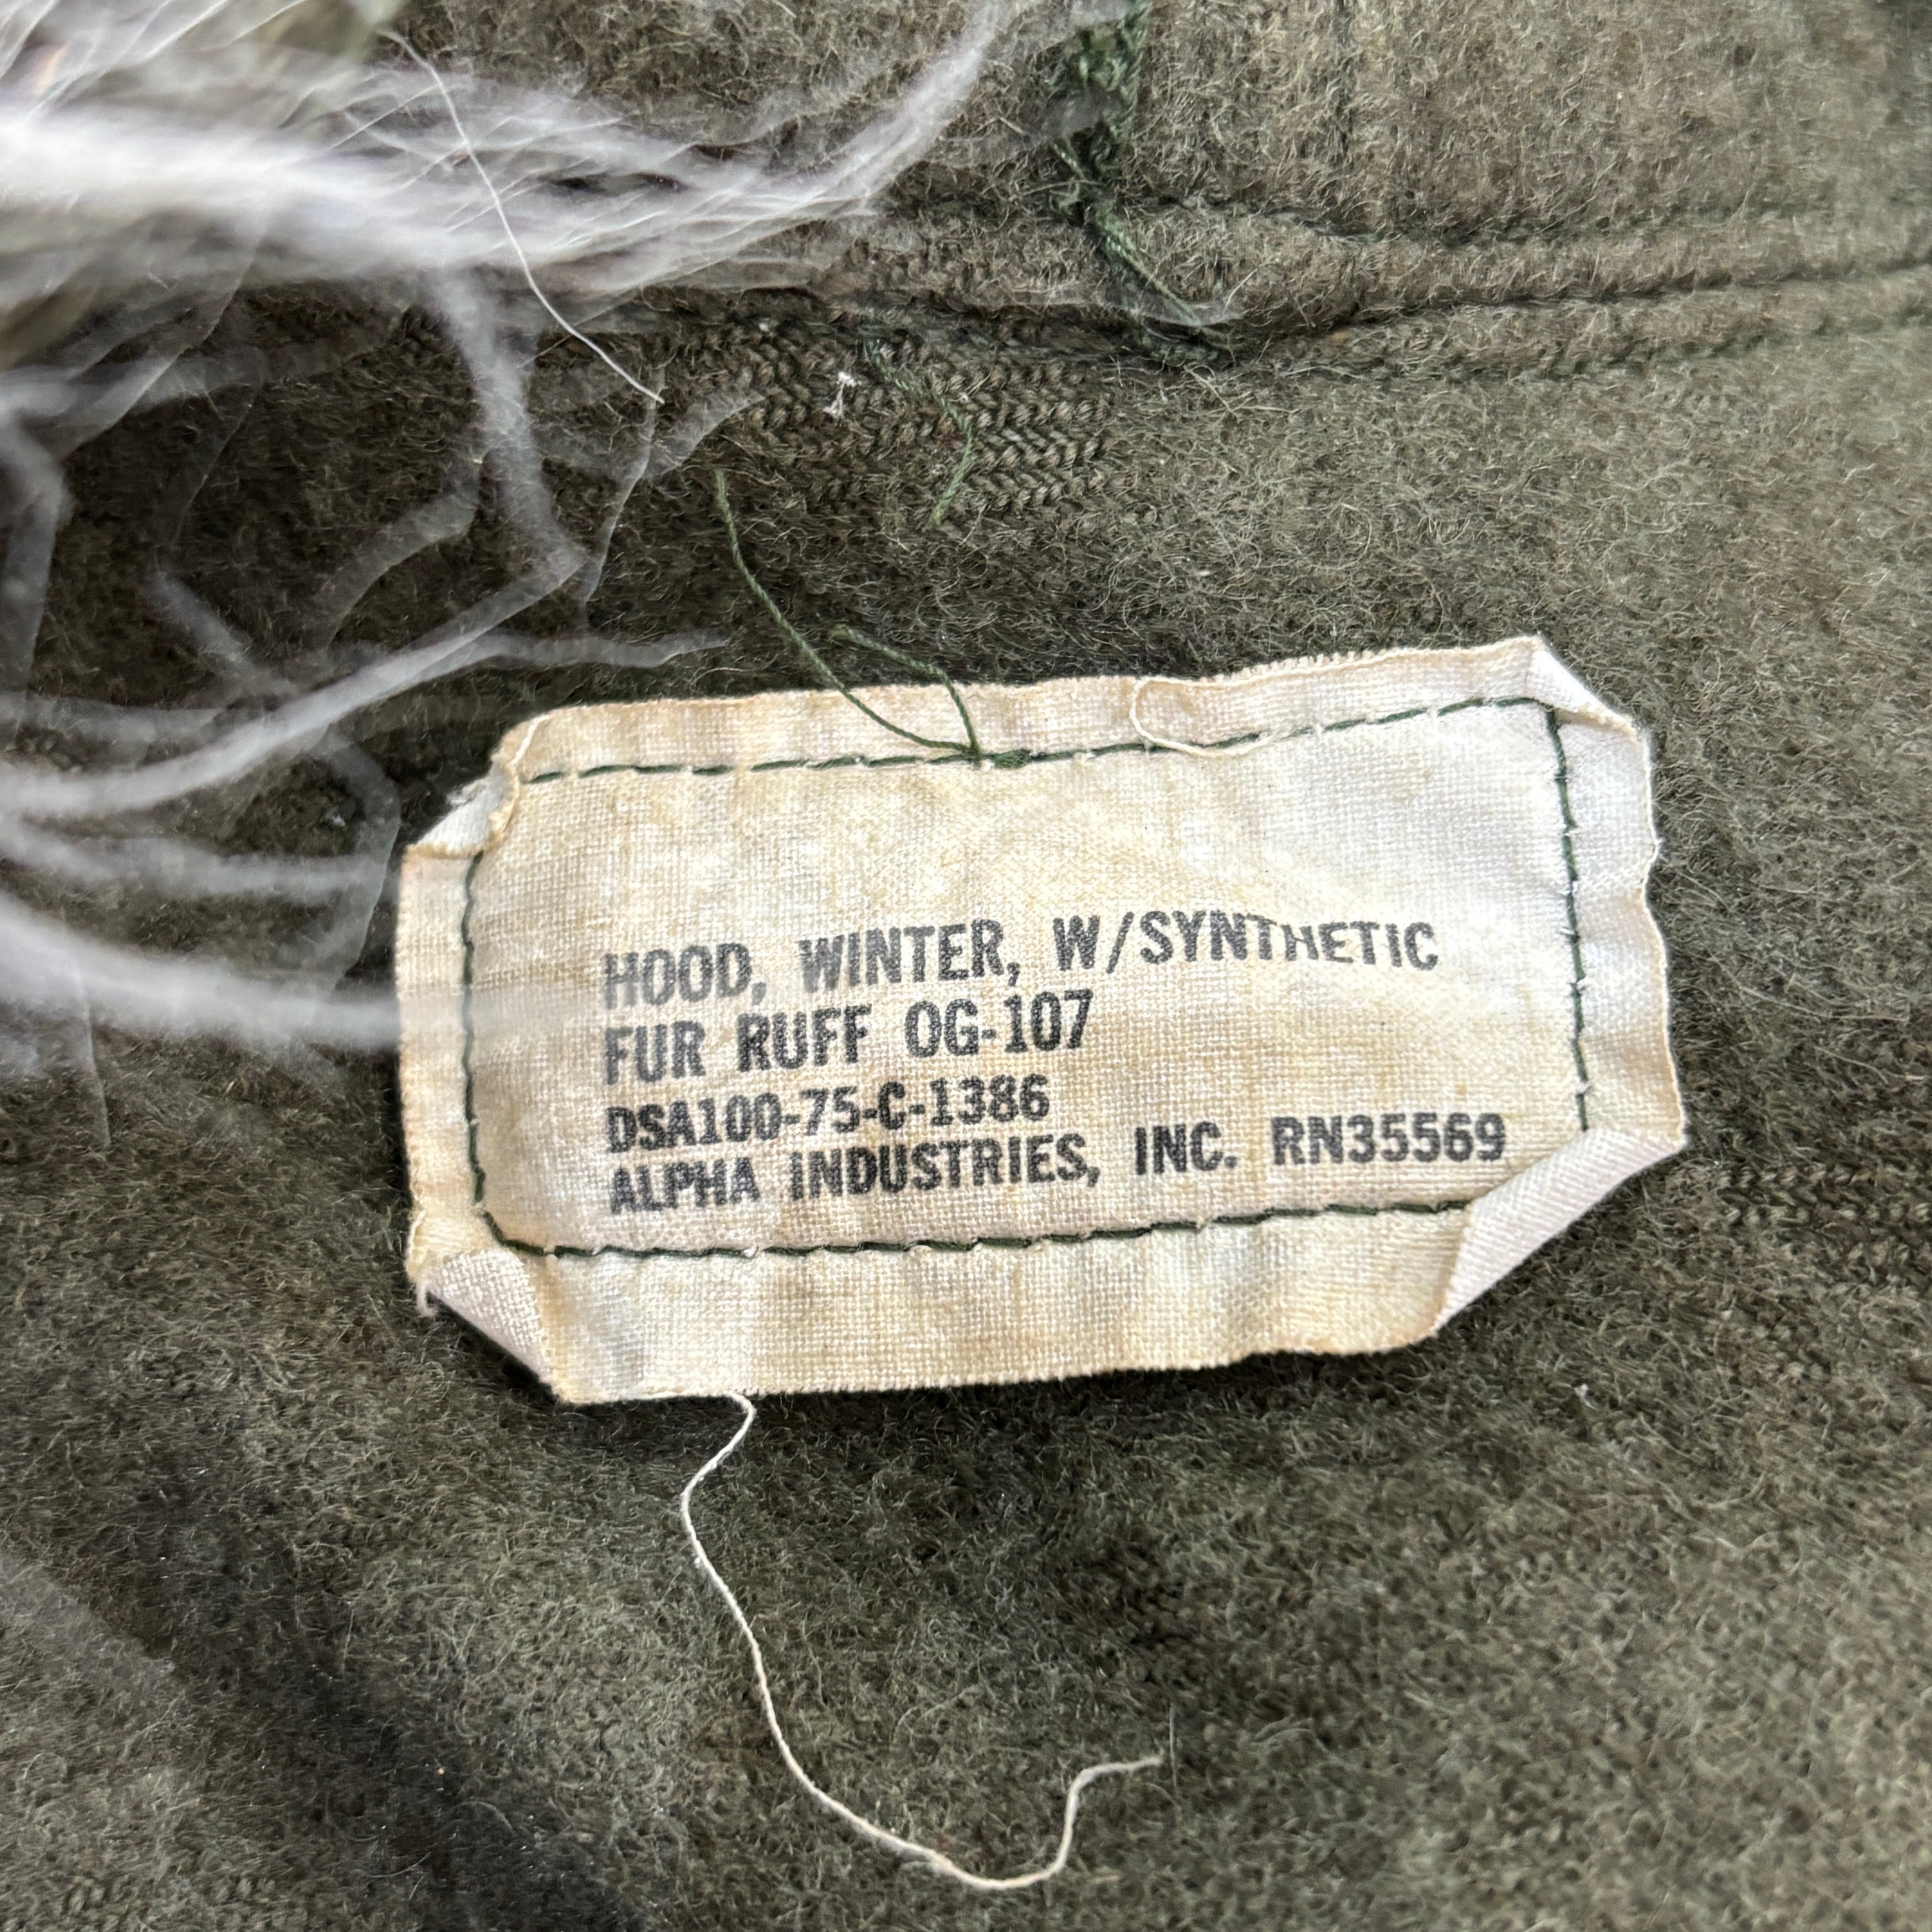 HOOD, WINTER, W/SYNTHETIC
FUR RUFF OG-107
DSA100-75-C-1386
ALPHA INDUSTRIES, INC. RN35569